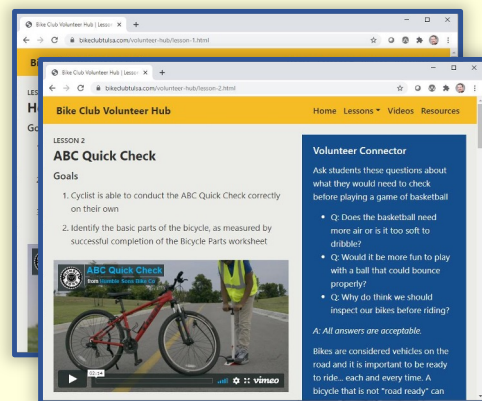 Bike Club Volunteer Hub | Lesson
bikeclubtulsa.com/volunteer-hub/lesson-1.html
Bike Club Volunteer Hub | Lesson
bikeclubtulsa.com/volunteer-hub/lesson-2.html
Bike Club Volunteer Hub
Home Lessons Videos Resources
LESSON 2
ABC Quick Check
Goals
1. Cyclist is able to conduct the ABC Quick Check correctly
on their own
2. Identify the basic parts of the bicycle, as measured by
successful completion of the Bicycle Parts worksheet
ABC Quick Check
from Humble Sons Bike Co
02:14
vimeo
Volunteer Connector
Ask students these questions about
what they would need to check
before playing a game of basketball
• Q: Does the basketball need
more air or is it too soft to
dribble?
• Q: Would it be more fun to play
with a ball that could bounce
properly?
• Q: Why do think we should
inspect our bikes before riding?
A: All answers are acceptable.
Bikes are considered vehicles on the
road and it is important to be ready
to ride... each and every time. A
bicycle that is not "road ready" can